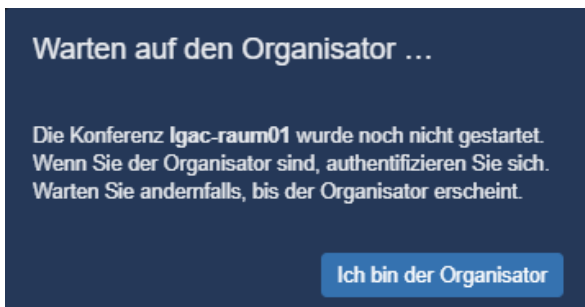 Warten auf den Organisator ...
Die Konferenz lgac-raum01 wurde noch nicht gestartet.
Wenn Sie der Organisator sind, authentifizieren Sie sich.
Warten Sie andernfalls, bis der Organisator erscheint.
Ich bin der Organisator